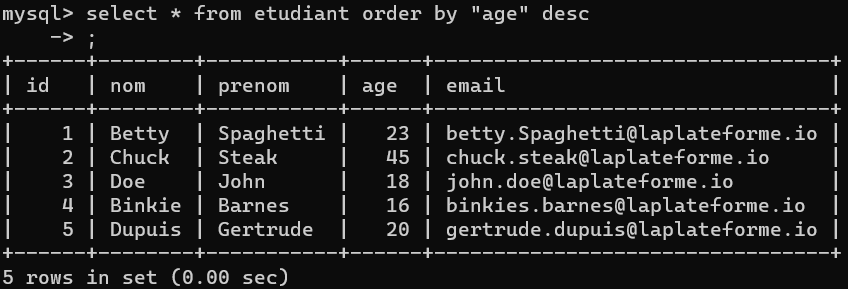 mysql> select * from etudiant order by "age" desc
    -> ;
+------+--------+-----------+------+--------------------------------+
| id   | nom    | prenom    | age  | email                          |
+------+--------+-----------+------+--------------------------------+
|    1 | Betty  | Spaghetti |   23 | betty.Spaghetti@laplateforme.io |
|    2 | Chuck  | Steak     |   45 | chuck.steak@laplateforme.io     |
|    3 | Doe    | John      |   18 | john.doe@laplateforme.io        |
|    4 | Binkie | Barnes    |   16 | binkies.barnes@laplateforme.io  |
|    5 | Dupuis | Gertrude  |   20 | gertrude.dupuis@laplateforme.io |
+------+--------+-----------+------+--------------------------------+
5 rows in set (0.00 sec)